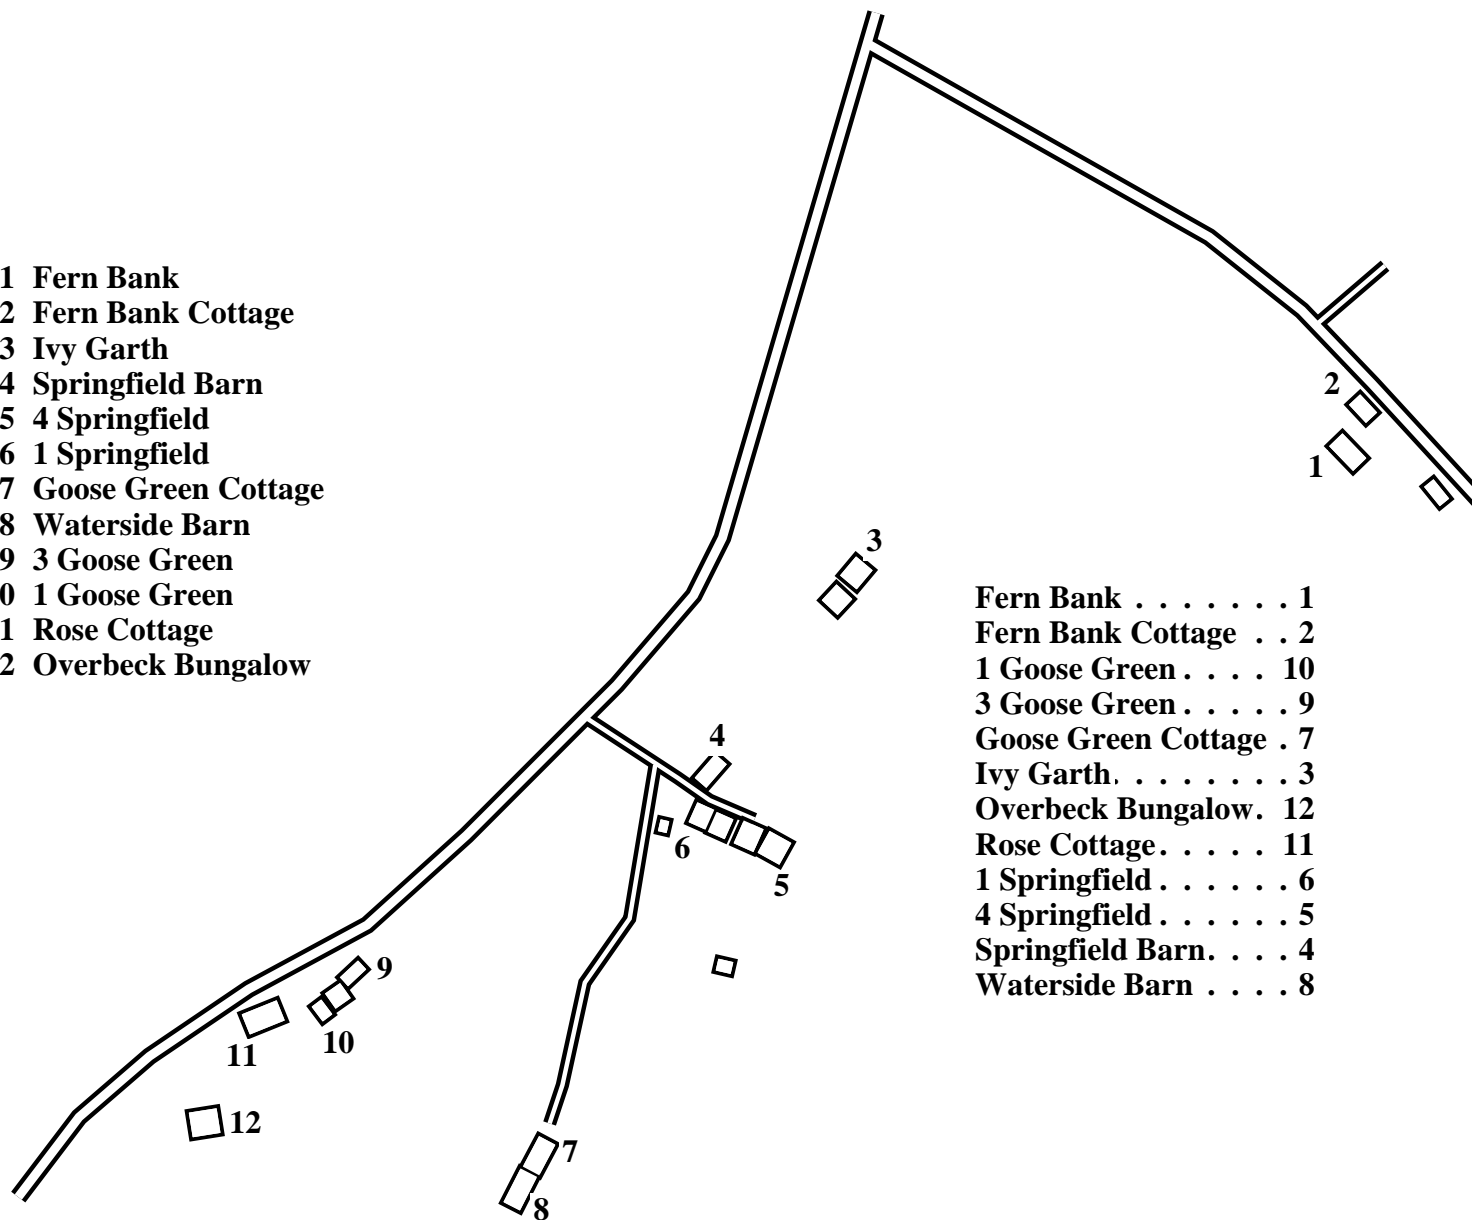 1 Fern Bank
2 Fern Bank Cottage
3 Ivy Garth
4 Springfield Barn
5 4 Springfield
6 1 Springfield
7 Goose Green Cottage
8 Waterside Barn
9 3 Goose Green
0 1 Goose Green
1 Rose Cottage
2 Overbeck Bungalow
2
1
3
4
6
5
9
10
11
12
7
8
Fern Bank . . . . . . . 1
Fern Bank Cottage . . 2
1 Goose Green . . . . 10
3 Goose Green . . . . . 9
Goose Green Cottage . 7
Ivy Garth. . . . . . . . 3
Overbeck Bungalow. 12
Rose Cottage. . . . . 11
1 Springfield . . . . . . 6
4 Springfield . . . . . . 5
Springfield Barn. . . . 4
Waterside Barn . . . . 8